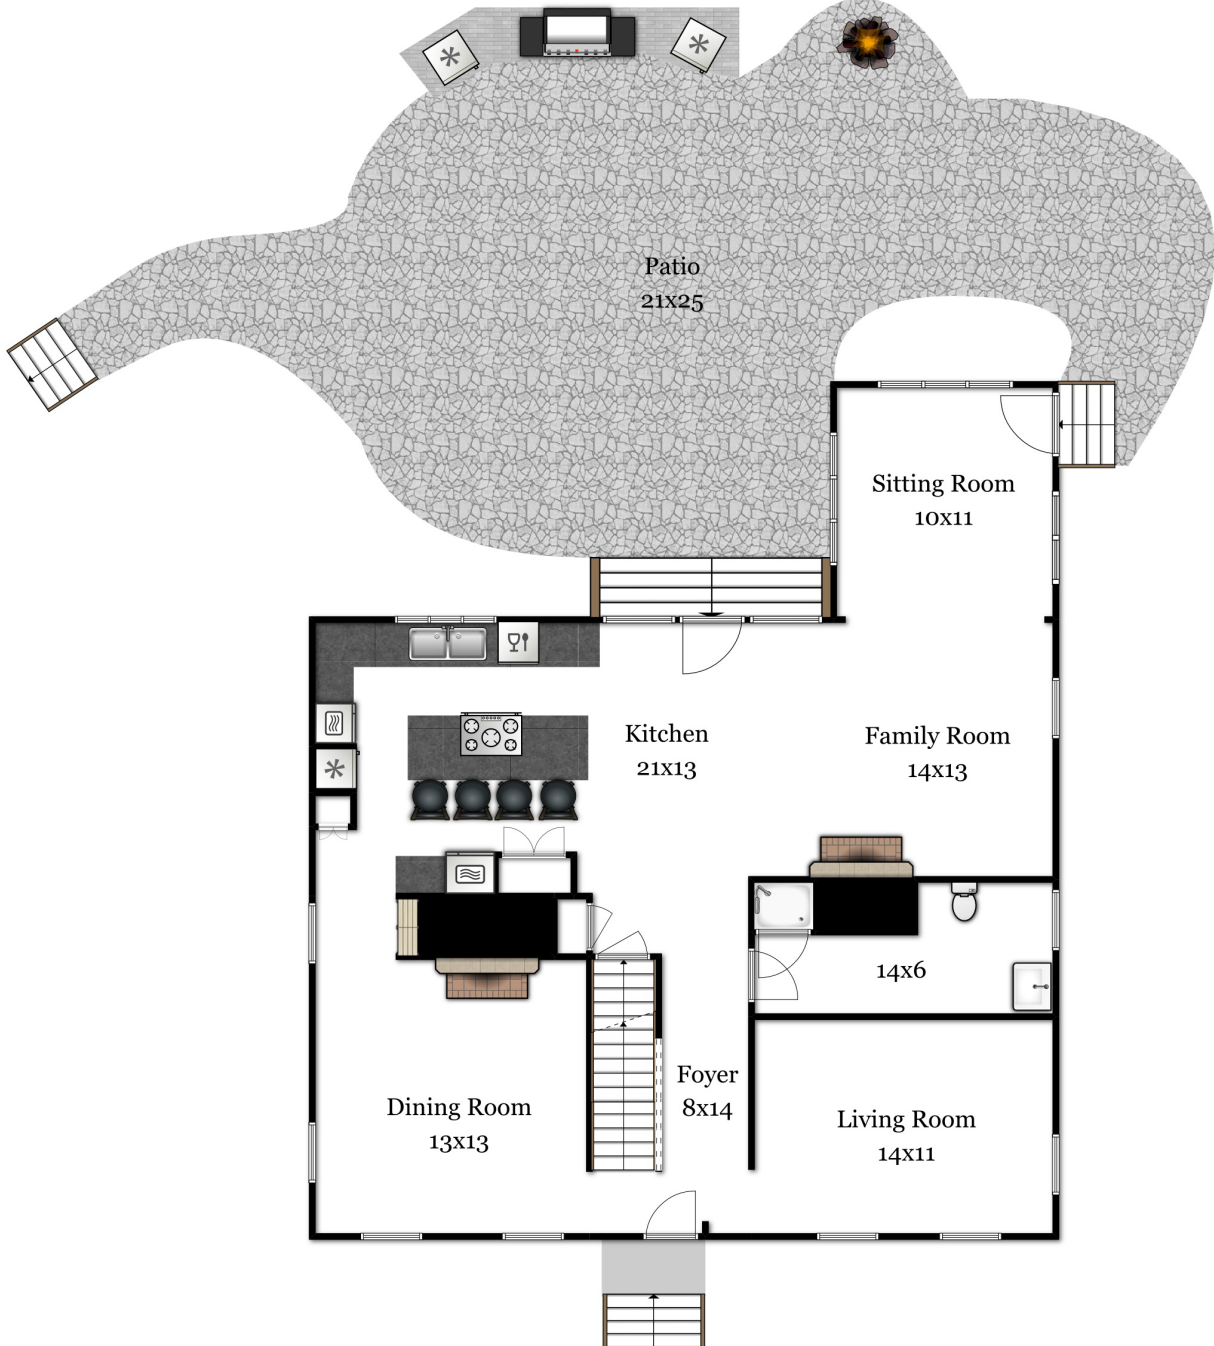 Patio
21x25
Sitting Room
10x11
Kitchen
21x13
Family Room
14x13
14x6
Foyer
8x14
Dining Room
13x13
Living Room
14x11